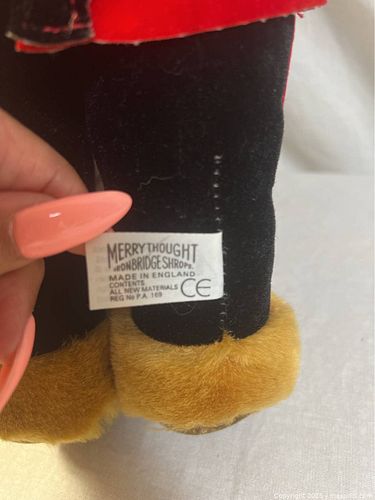 MERRYTHOUGHT
IRONBRIDGE SHROPS.
MADE IN ENGLAND
CONTENTS
ALL NEW MATERIALS
REG No P.A. 169
CE